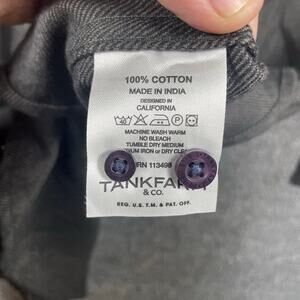 100% COTTON
MADE IN INDIA
DESIGNED IN
CALIFORNIA
MACHINE WASH WARM
NO BLEACH
TUMBLE DRY MEDIUM
IRON or DRY
RN 113498
TANKFARM
& CO.
REG. U.S. T.M. & PAT. OFF.